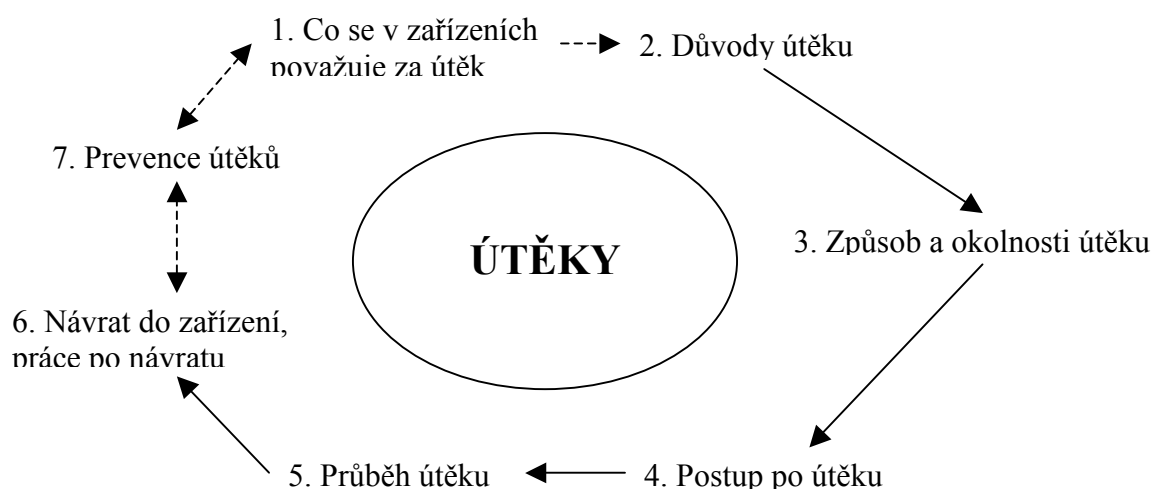 1. Co se v zařízeních
považuje za útěk
2. Důvody útěku
3. Způsob a okolnosti útěku
4. Postup po útěku
5. Průběh útěku
6. Návrat do zařízení,
práce po návratu
7. Prevence útěků
ÚTĚKY